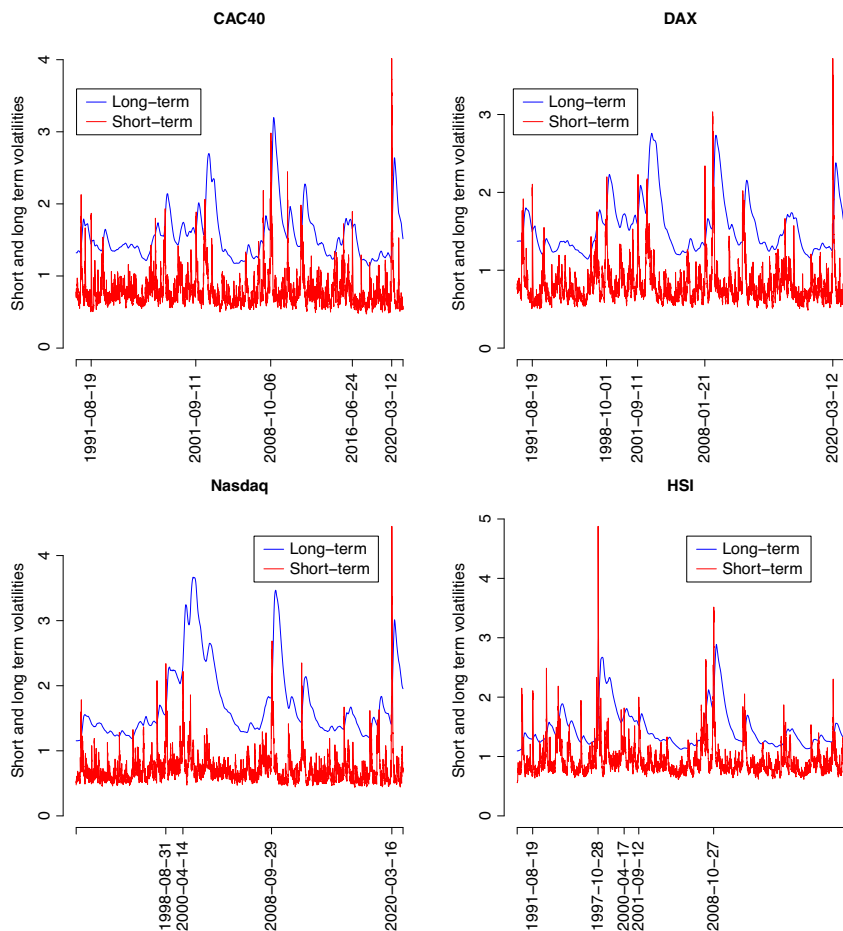 CAC40
Short and long term volatilities
0
1
2
3
4
Long−term
Short−term
1991−08−19
2001−09−11
2008−10−06
2016−06−24
2020−03−12
DAX
Short and long term volatilities
0
1
2
3
Long−term
Short−term
1991−08−19
1998−10−01
2001−09−11
2008−01−21
2020−03−12
Nasdaq
Short and long term volatilities
0
1
2
3
4
Long−term
Short−term
1998−08−31
2000−04−14
2008−09−29
2020−03−16
HSI
Short and long term volatilities
0
1
2
3
4
5
Long−term
Short−term
1991−08−19
1997−10−28
2000−04−17
2001−09−12
2008−10−27